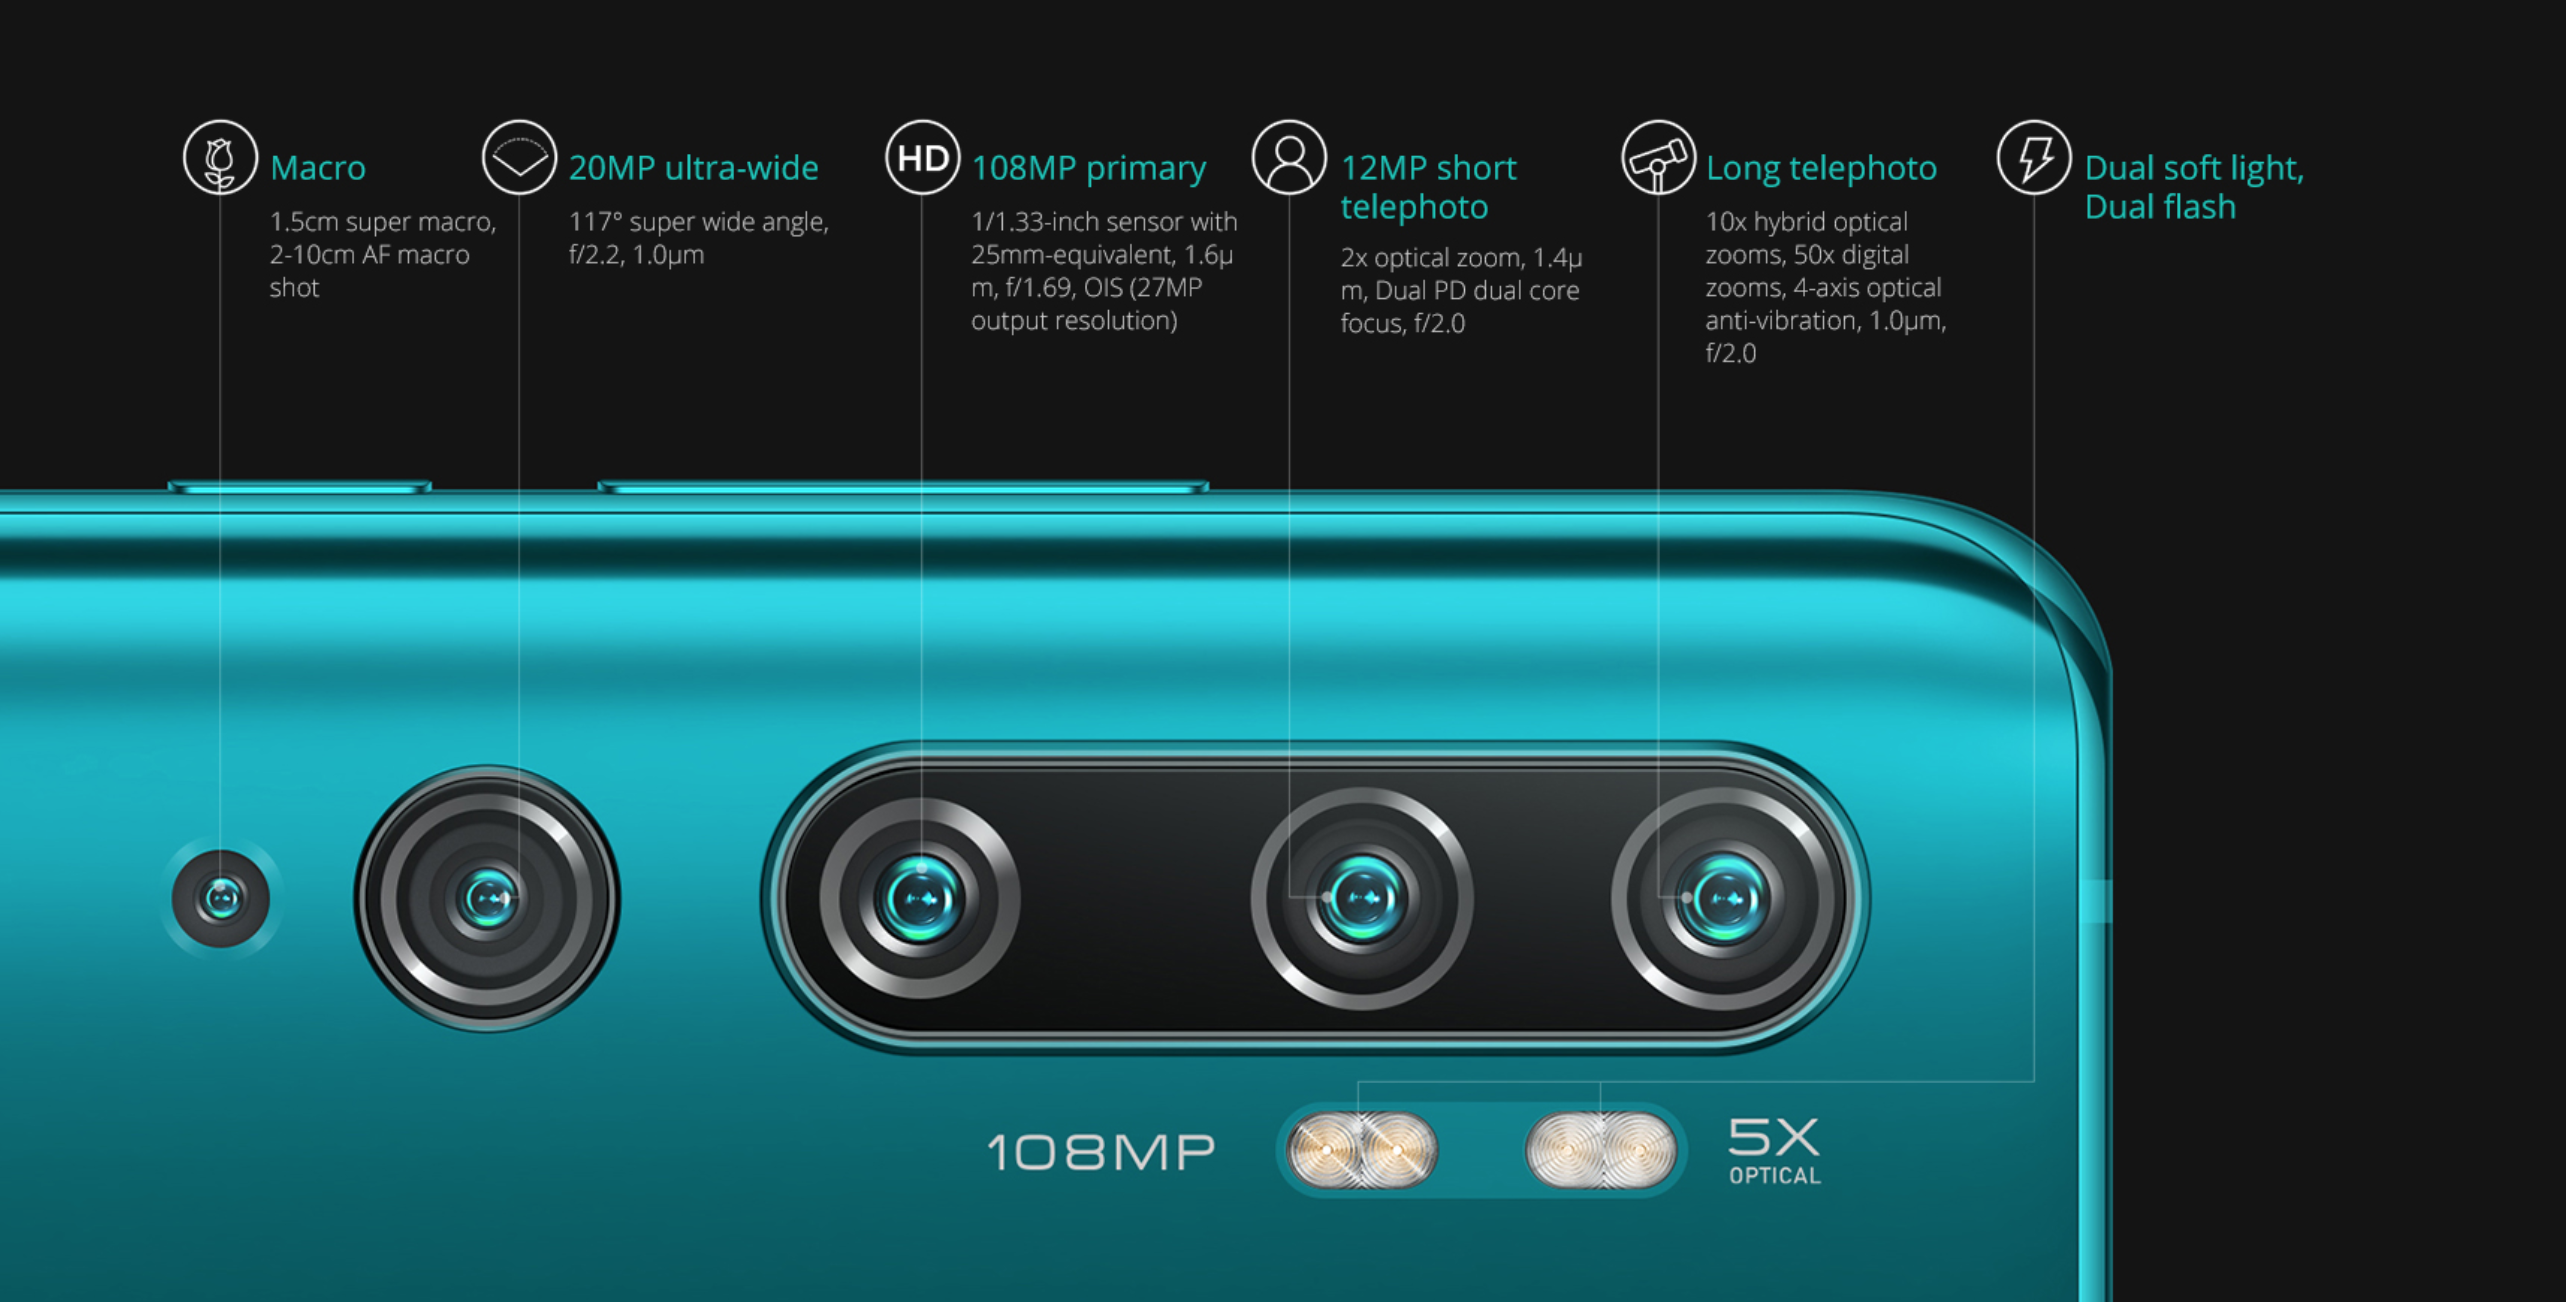 Macro
1.5cm super macro,
2-10cm AF macro
shot
20MP ultra-wide
117° super wide angle,
f/2.2, 1.0μm
HD
108MP primary
1/1.33-inch sensor with
25mm-equivalent, 1.6μ
m, f/1.69, OIS (27MP
output resolution)
12MP short
telephoto
2x optical zoom, 1.4μ
m, Dual PD dual core
focus, f/2.0
Long telephoto
10x hybrid optical
zooms, 50x digital
zooms, 4-axis optical
anti-vibration, 1.0μm,
f/2.0
Dual soft light,
Dual flash
108MP
5X
OPTICAL